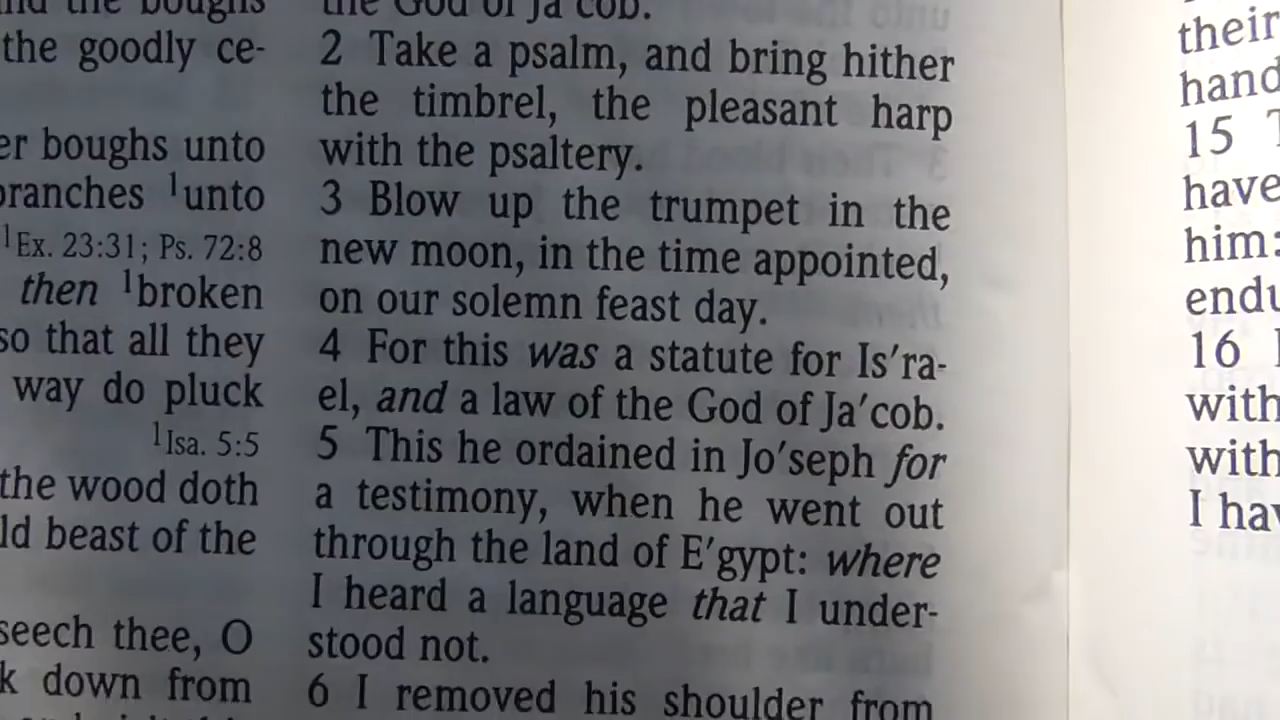 the goodly ce-
er boughs unto
branches ¹unto
¹Ex. 23:31; Ps. 72:8
then ¹broken
so that all they
way do pluck
¹Isa. 5:5
the wood doth
ld beast of the
seech thee, O
k down from
the God of Ja'cob.
2 Take a psalm, and bring hither
the timbrel, the pleasant harp
with the psaltery.
3 Blow up the trumpet in the
new moon, in the time appointed,
on our solemn feast day.
4 For this was a statute for Is'ra-
el, and a law of the God of Ja'cob.
5 This he ordained in Jo'seph for
a testimony, when he went out
through the land of E'gypt: where
I heard a language that I under-
stood not.
6 I removed his shoulder from
their
hand
15
have
him:
endu
16
with
with
I hav